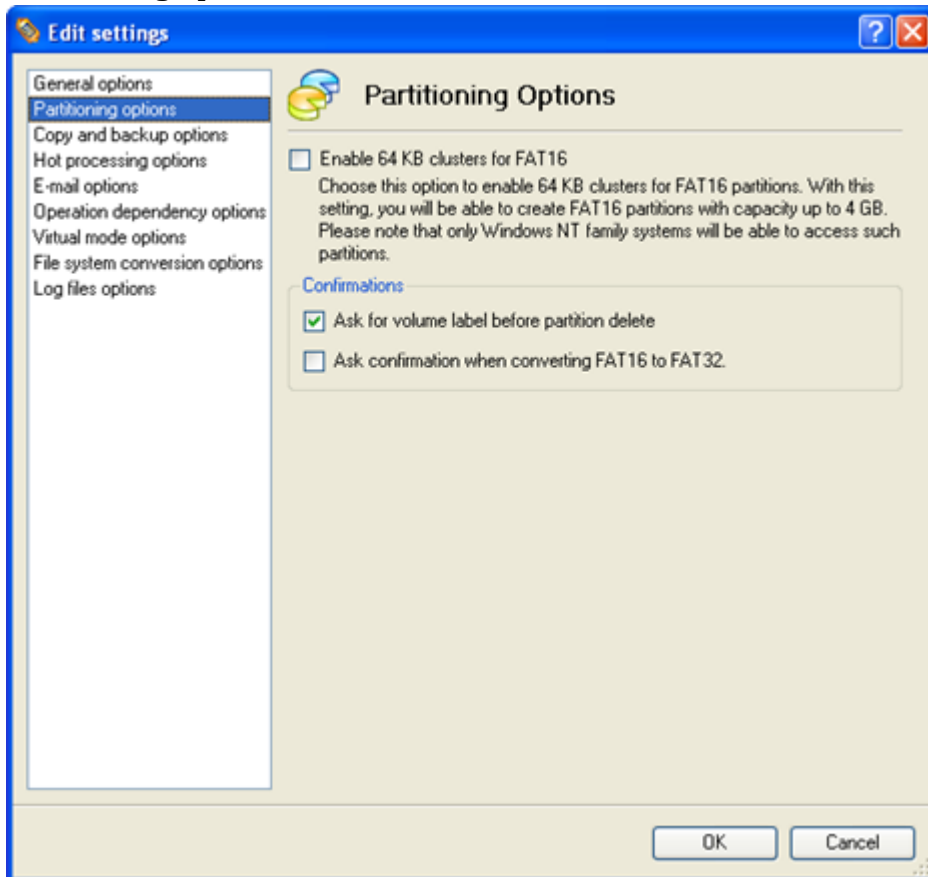 Edit settings
General options
Partitioning options
Copy and backup options
Hot processing options
E-mail options
Operation dependency options
Virtual mode options
File system conversion options
Log files options
Partitioning Options
Enable 64 KB clusters for FAT16
Choose this option to enable 64 KB clusters for FAT16 partitions. With this
setting, you will be able to create FAT16 partitions with capacity up to 4 GB.
Please note that only Windows NT family systems will be able to access such
partitions.
Confirmations
Ask for volume label before partition delete
Ask confirmation when converting FAT16 to FAT32.
OK
Cancel